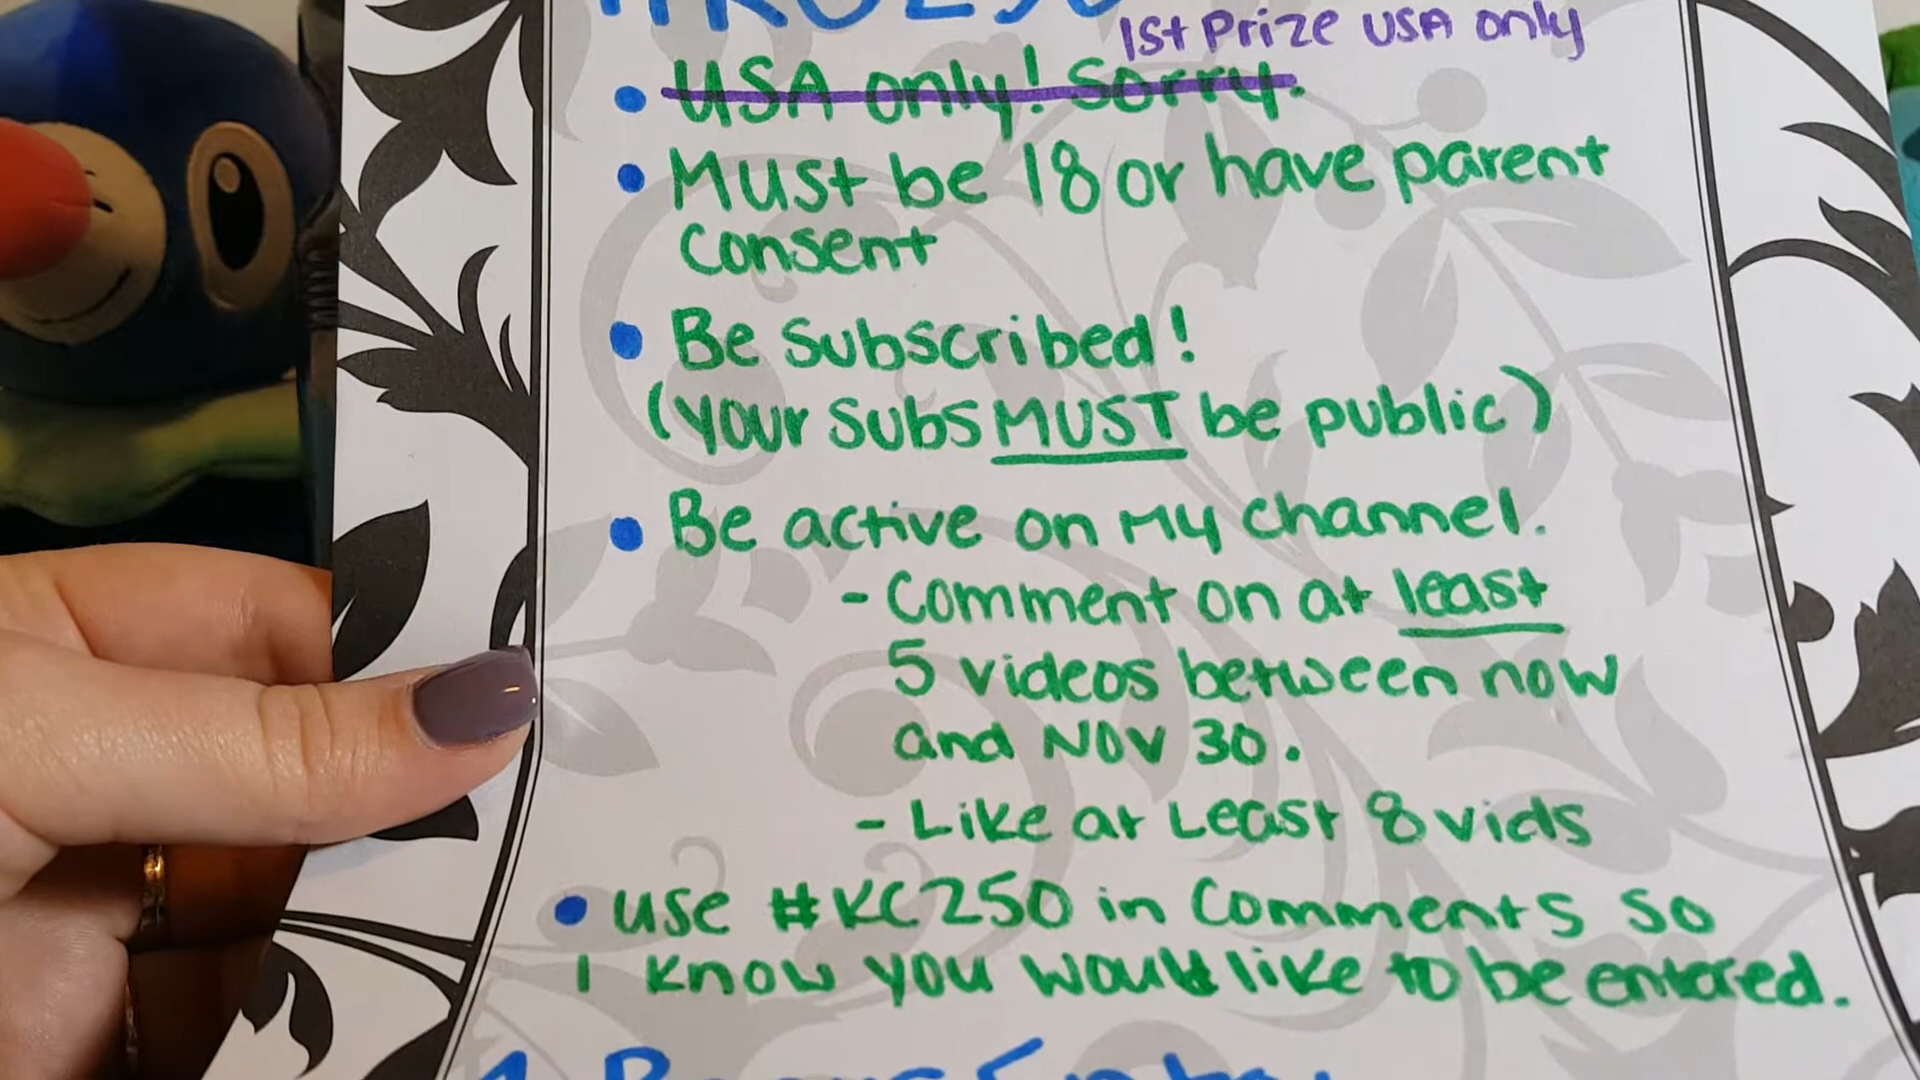 #KC250
1st Prize USA only
USA only! Sorry.
Must be 18 or have parent
consent
Be subscribed!
(your subs MUST be public)
Be active on my channel.
- Comment on at least
5 videos between now
and NOV 30.
- Like at Least 8 vids
use #KC250 in comments so
I know you would like to be entered.